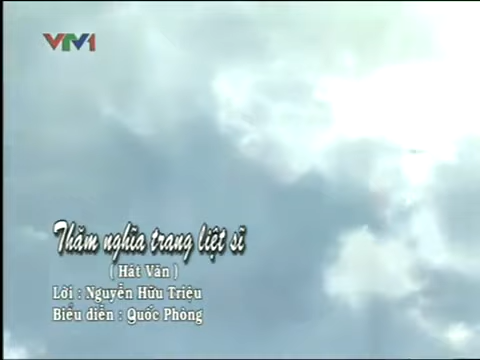 VTV1
Thăm nghĩa trang liệt sĩ
( Hát Văn )
Lời : Nguyễn Hữu Triệu
Biểu diễn : Quốc Phòng